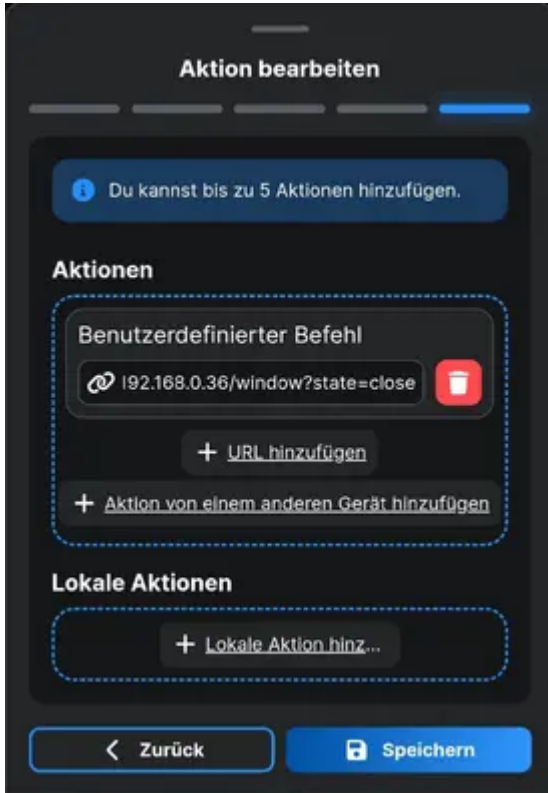 Aktion bearbeiten
Du kannst bis zu 5 Aktionen hinzufügen.
Aktionen
Benutzerdefinierter Befehl
192.168.0.36/window?state=close
+ URL hinzufügen
+ Aktion von einem anderen Gerät hinzufügen
Lokale Aktionen
+ Lokale Aktion hinz...
Zurück
Speichern